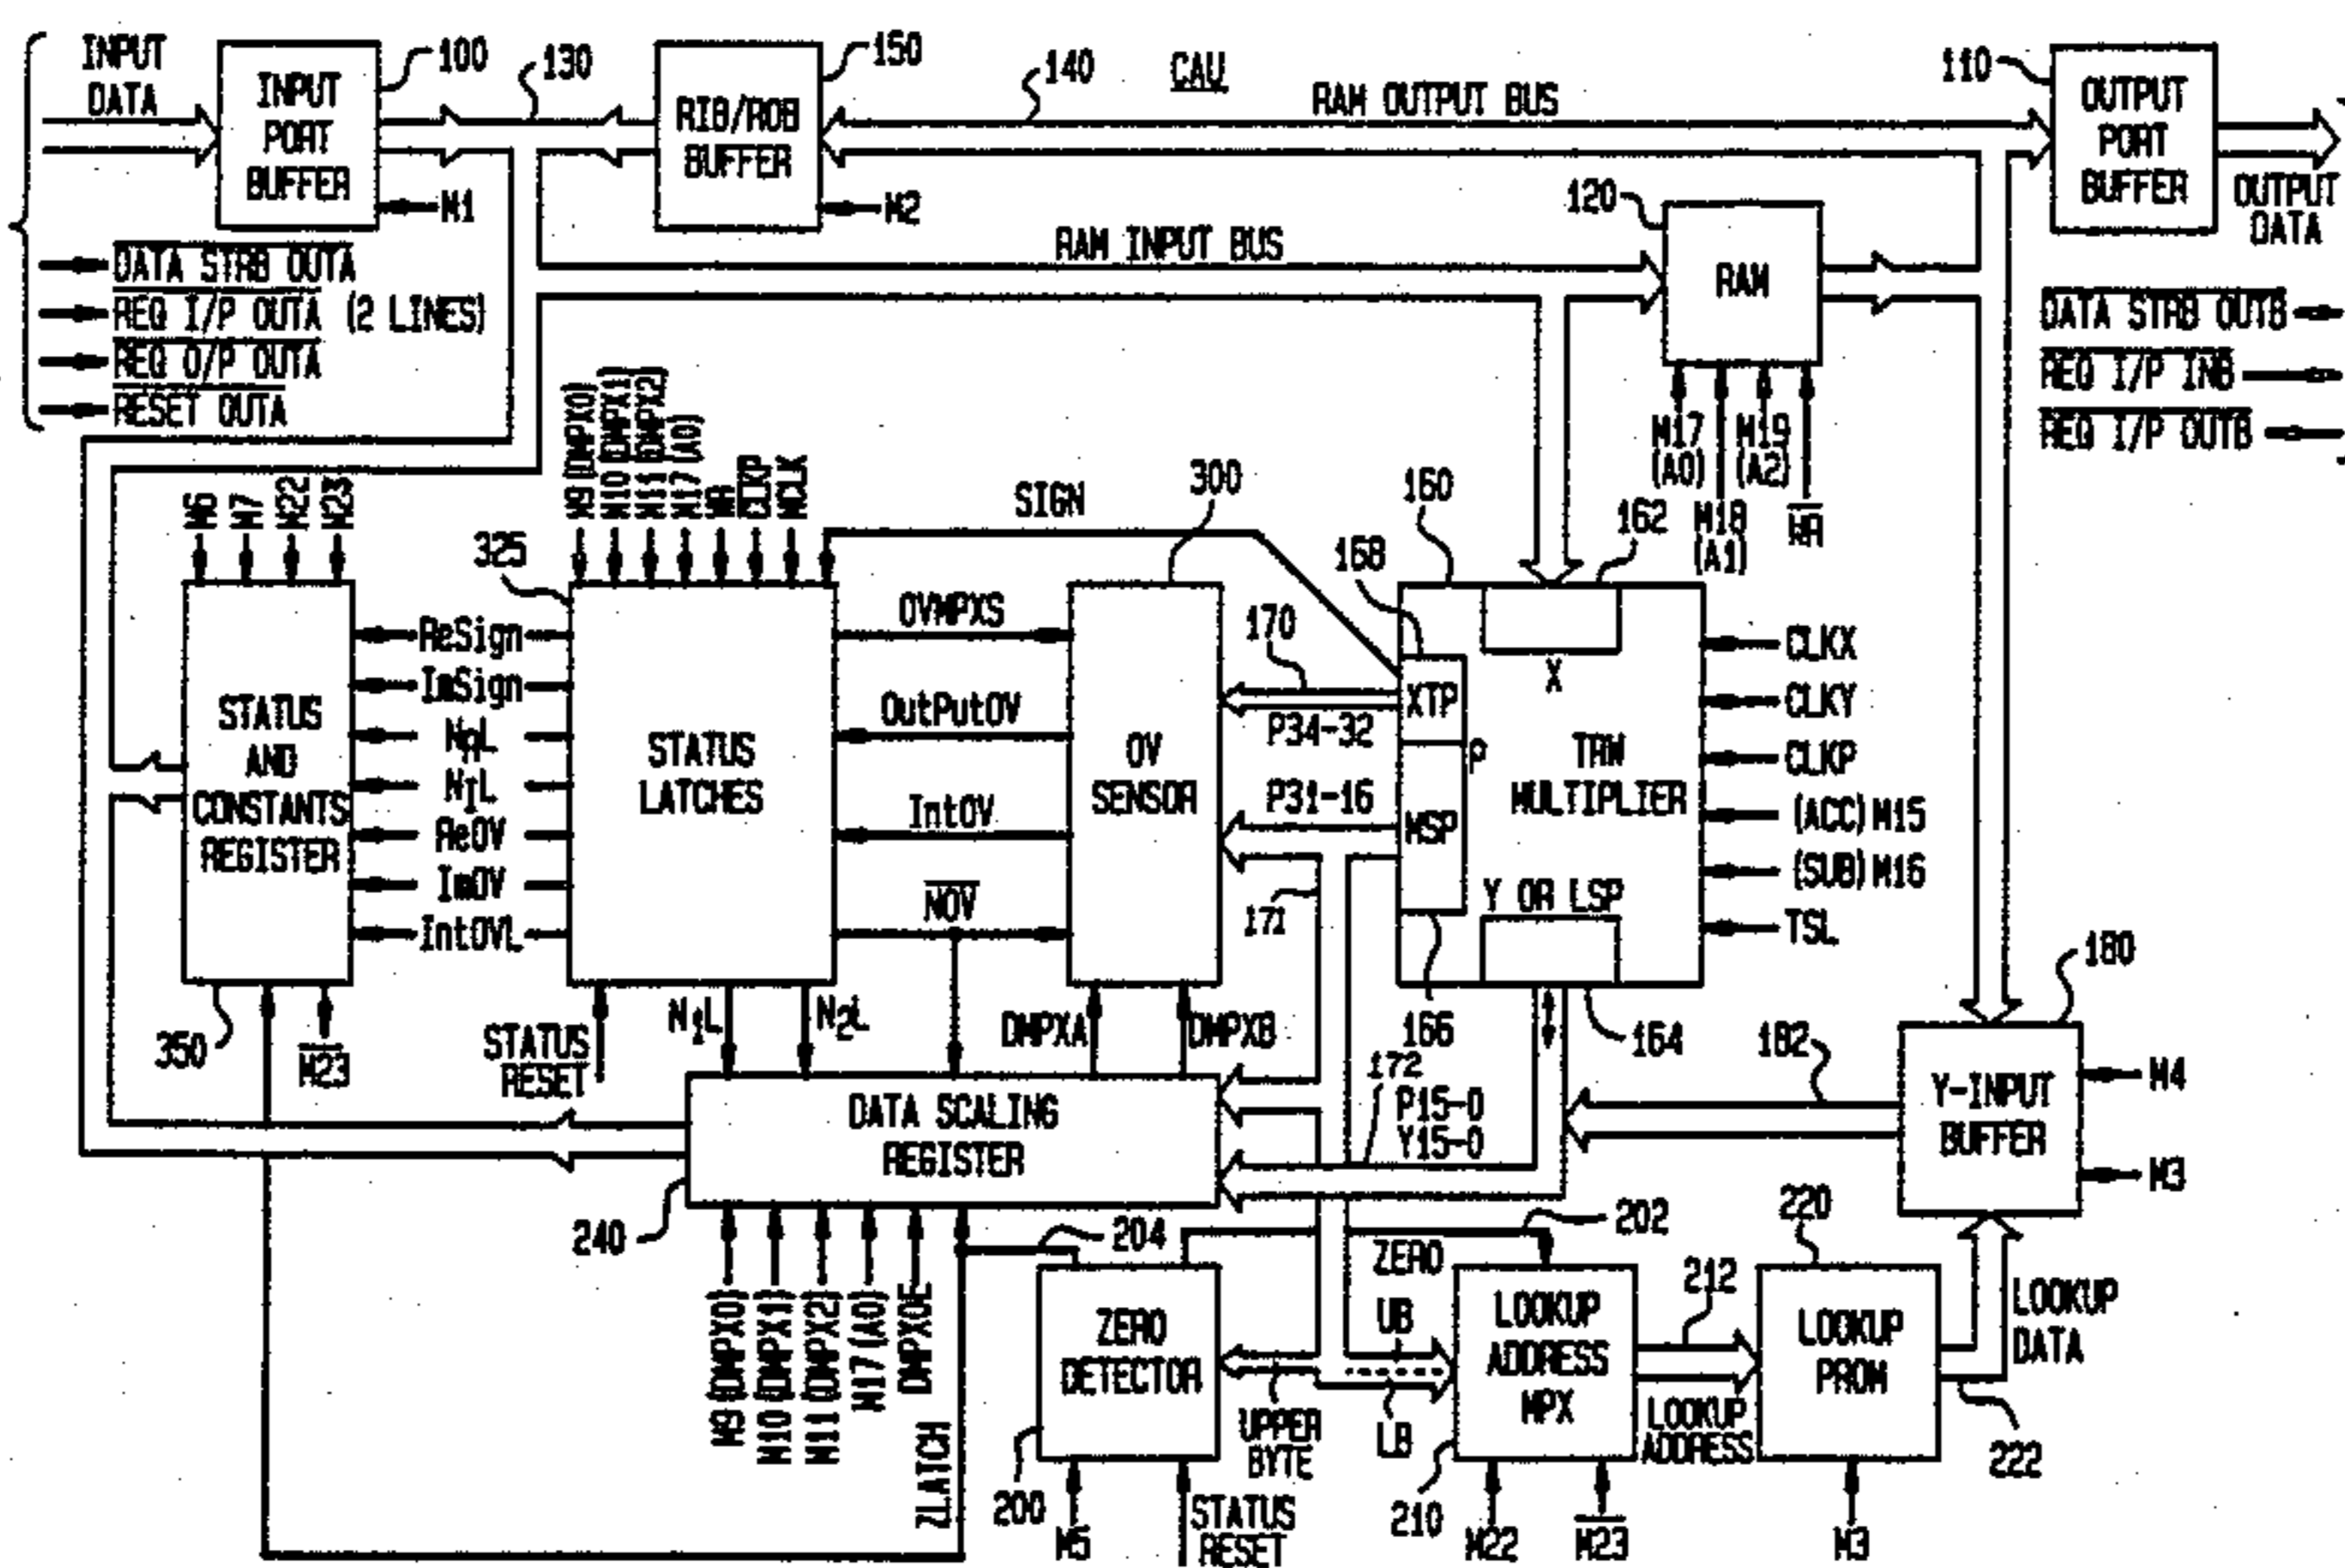 INPUT
DATA
INPUT
PORT
BUFFER
100
130
M1
RIB/ROB
BUFFER
150
M2
140
CAU
RAM OUTPUT BUS
110
OUTPUT
PORT
BUFFER
OUTPUT
DATA
DATA STRB OUTA
REQ I/P OUTA (2 LINES)
REQ O/P OUTA
RESET OUTA
RAM INPUT BUS
120
RAM
M17
(A0)
M18
(A1)
M19
(A2)
WR
DATA STRB OUTB
REQ I/P INB
REQ I/P OUTB
M6
M7
M22
M23
STATUS
AND
CONSTANTS
REGISTER
350
M23
ReSign
ImSign
NRL
NIL
ReOV
ImOV
IntOVL
M9(DMPX0)
M10(DMPX1)
M11(DMPX2)
M17(A0)
WR
CLKP
MCLK
SIGN
325
STATUS
LATCHES
STATUS
RESET
OVMPXS
OutPutOV
IntOV
NOV
300
OV
SENSOR
N1L
N2L
DMPXA
DMPXB
170
P34-32
P31-16
171
160
162
168
XTP
MSP
P
X
TRW
MULTIPLIER
Y OR LSP
166
164
CLKX
CLKY
CLKP
(ACC)M15
(SUB)M16
TSL
172
P15-0
Y15-0
182
180
Y-INPUT
BUFFER
M4
M3
DATA SCALING
REGISTER
240
M9(DMPX0)
M10(DMPX1)
M11(DMPX2)
M17(A0)
DMPXOE
ZLATCH
204
ZERO
DETECTOR
200
M5
STATUS
RESET
UPPER
BYTE
202
ZERO
UB
LB
LOOKUP
ADDRESS
MPX
210
M22
M23
212
LOOKUP
ADDRESS
220
LOOKUP
PROM
M3
LOOKUP
DATA
222